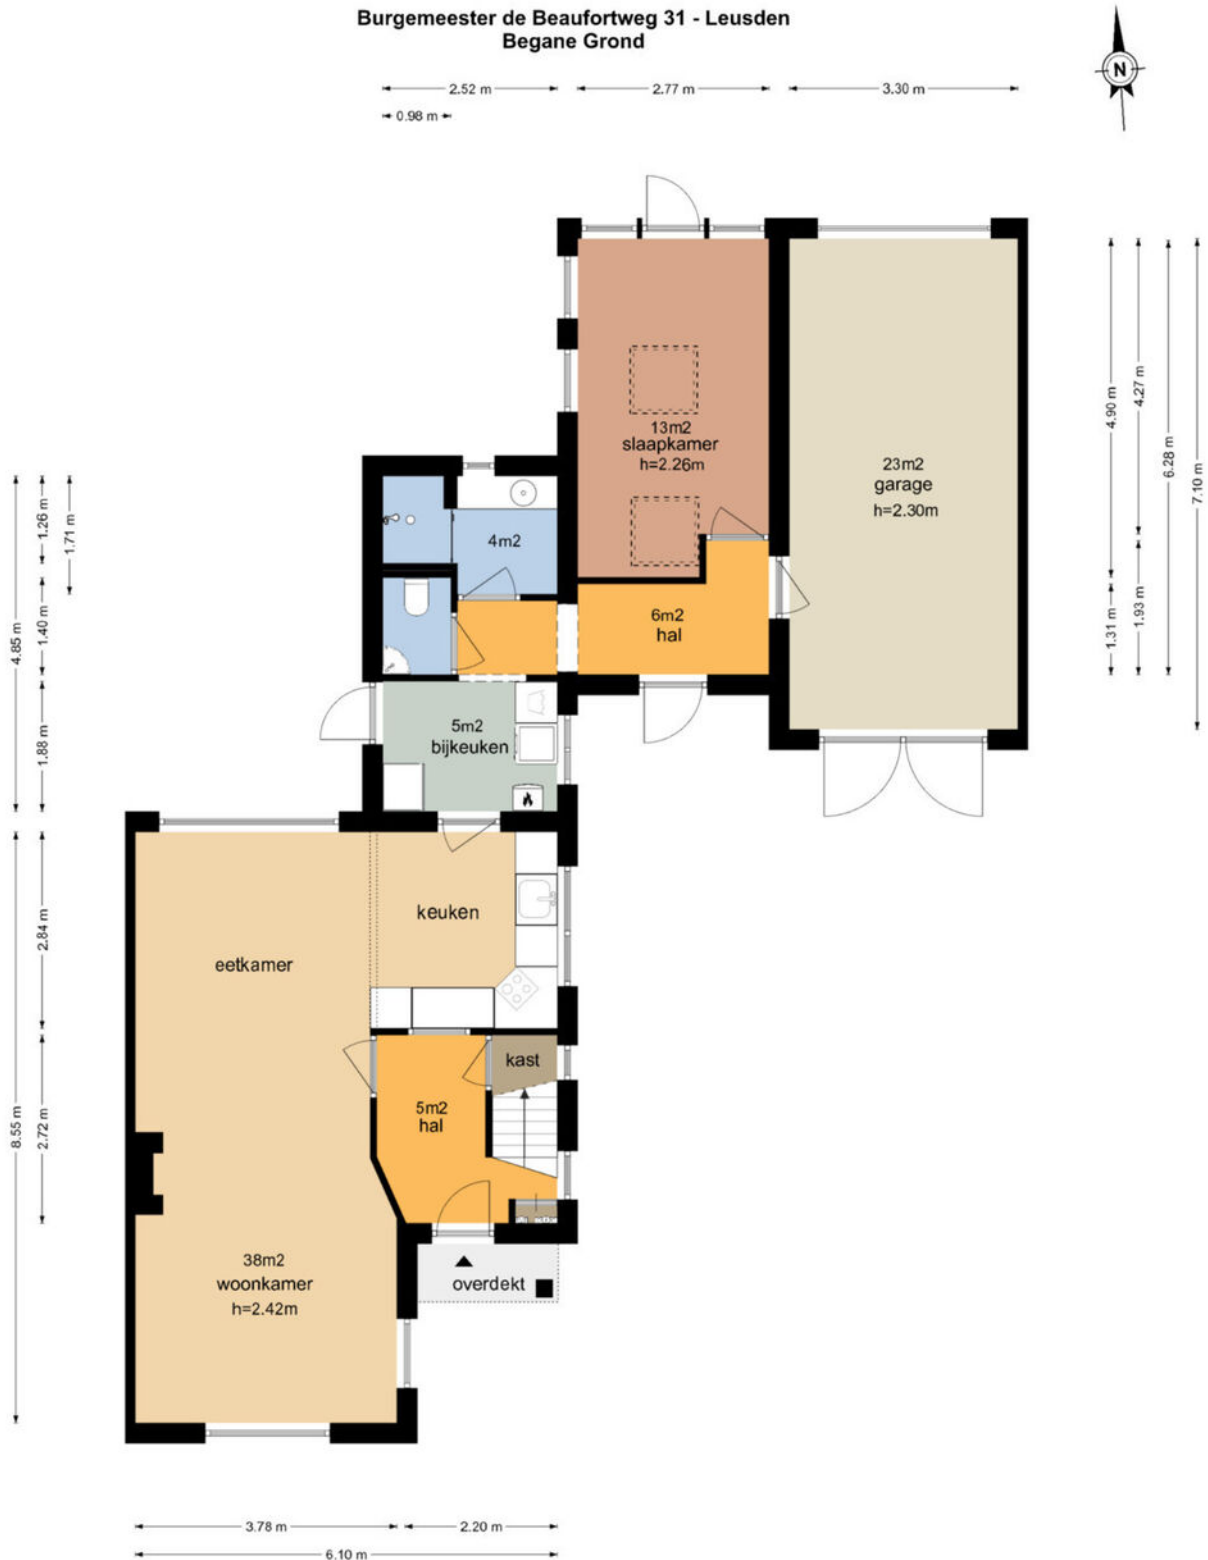 Burgemeester de Beaufortweg 31 - Leusden
Begane Grond
N
2.52 m
2.77 m
3.30 m
0.98 m
13m2
slaapkamer
h=2.26m
23m2
garage
h=2.30m
4.90 m
4.27 m
6.28 m
7.10 m
1.31 m
1.93 m
4.85 m
1.26 m
1.71 m
1.40 m
1.88 m
4m2
6m2
hal
5m2
bijkeuken
keuken
eetkamer
kast
5m2
hal
8.55 m
2.84 m
2.72 m
38m2
woonkamer
h=2.42m
overdekt
3.78 m
2.20 m
6.10 m